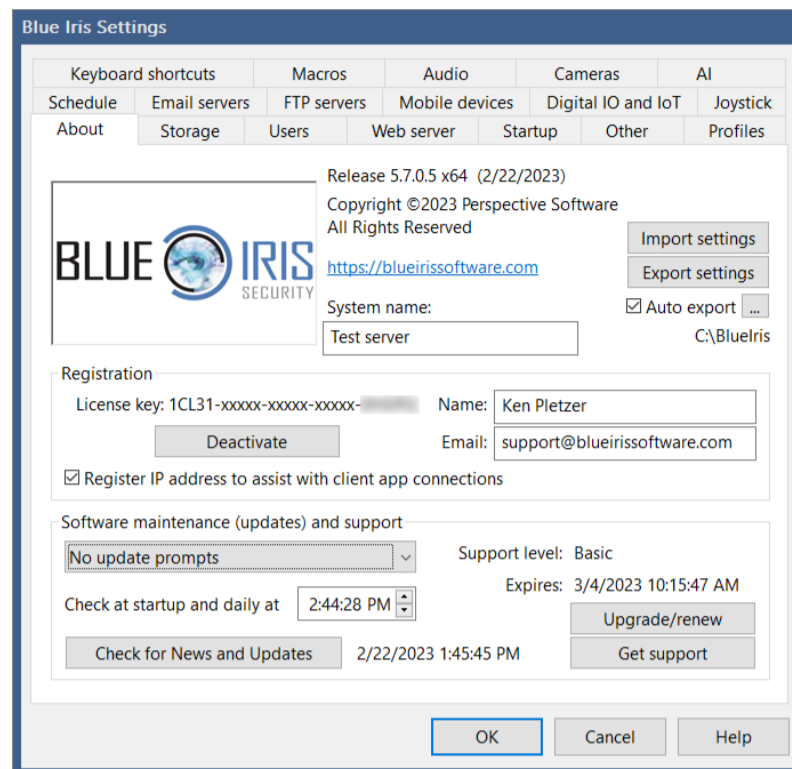 Blue Iris Settings
Keyboard shortcuts Macros Audio Cameras AI
Schedule Email servers FTP servers Mobile devices Digital IO and IoT Joystick
About Storage Users Web server Startup Other Profiles
Release 5.7.0.5 x64 (2/22/2023)
Copyright ©2023 Perspective Software
All Rights Reserved
Import settings
BLUE IRIS
SECURITY
https://blueirissoftware.com
Export settings
System name:
Auto export ...
Test server
C:\BlueIris
Registration
License key: 1CL31-xxxxx-xxxxx-xxxxx-
Name: Ken Pletzer
Deactivate
Email: support@blueirissoftware.com
Register IP address to assist with client app connections
Software maintenance (updates) and support
No update prompts
Support level: Basic
Expires: 3/4/2023 10:15:47 AM
Check at startup and daily at 2:44:28 PM
Upgrade/renew
Check for News and Updates 2/22/2023 1:45:45 PM
Get support
OK Cancel Help